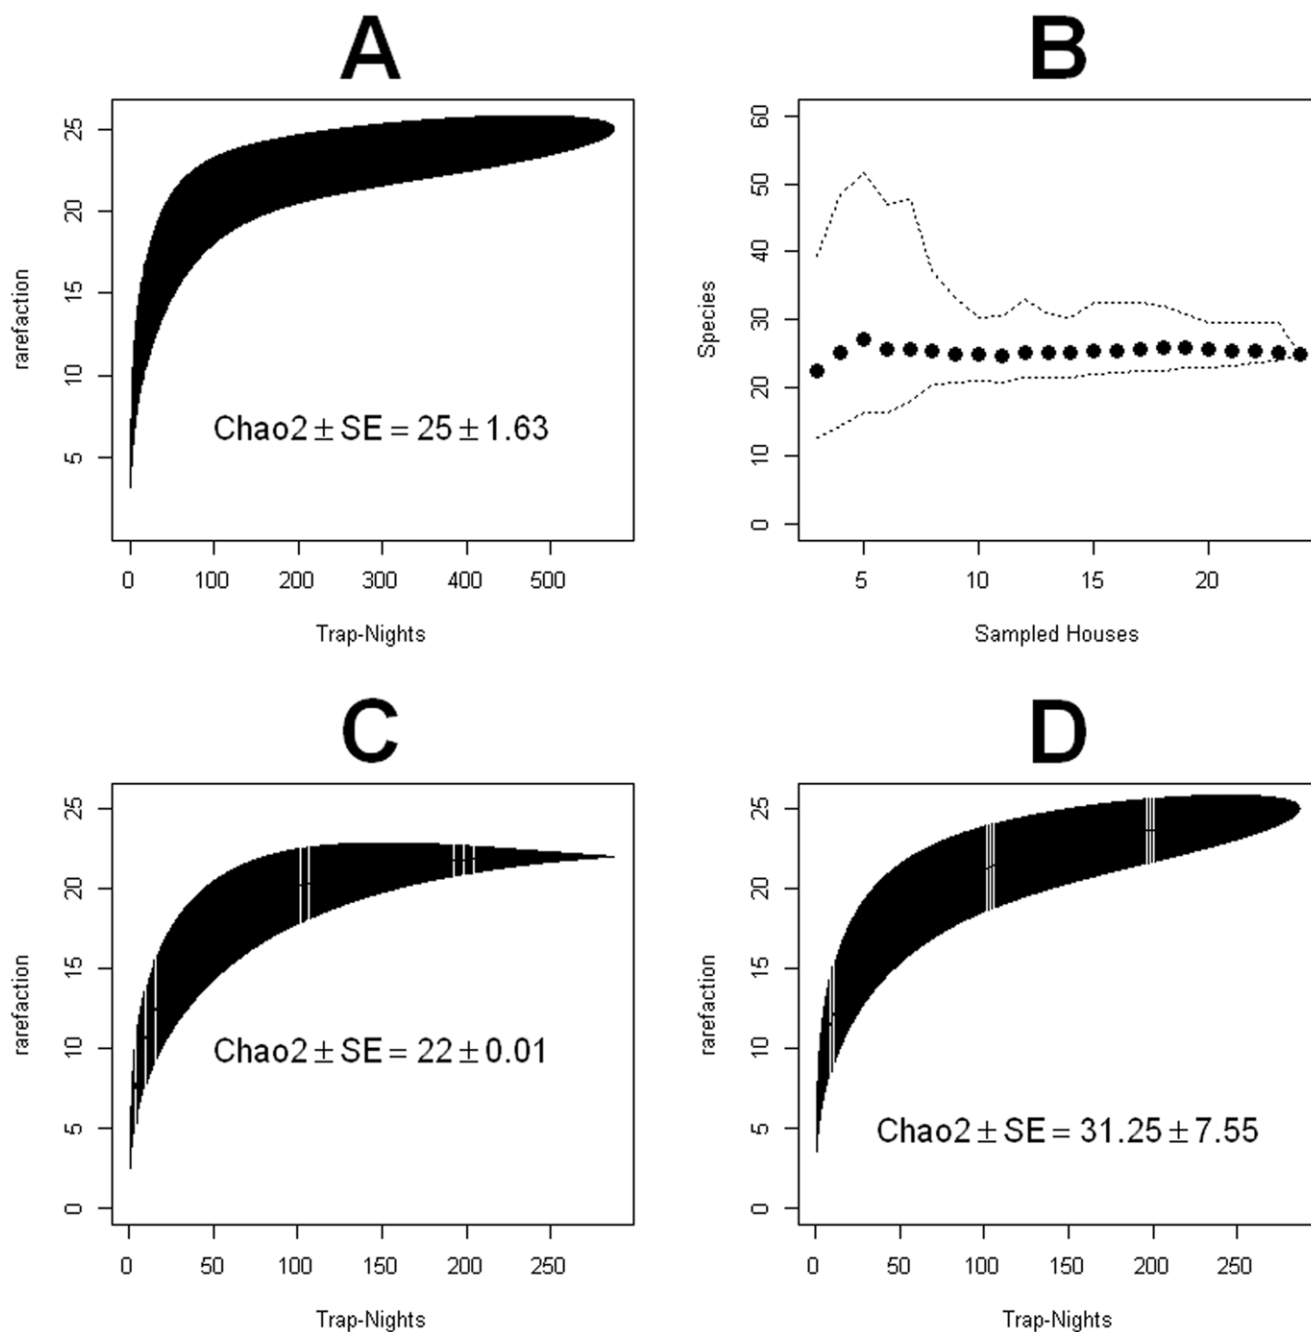 A
rarefaction
25
20
15
10
5
Chao2 ± SE = 25 ± 1.63
0 100 200 300 400 500
Trap-Nights
B
Species
60
50
40
30
20
10
0
5 10 15 20
Sampled Houses
C
rarefaction
25
20
15
10
5
0
Chao2 ± SE = 22 ± 0.01
0 50 100 150 200 250
Trap-Nights
D
rarefaction
25
20
15
10
5
0
Chao2 ± SE = 31.25 ± 7.55
0 50 100 150 200 250
Trap-Nights